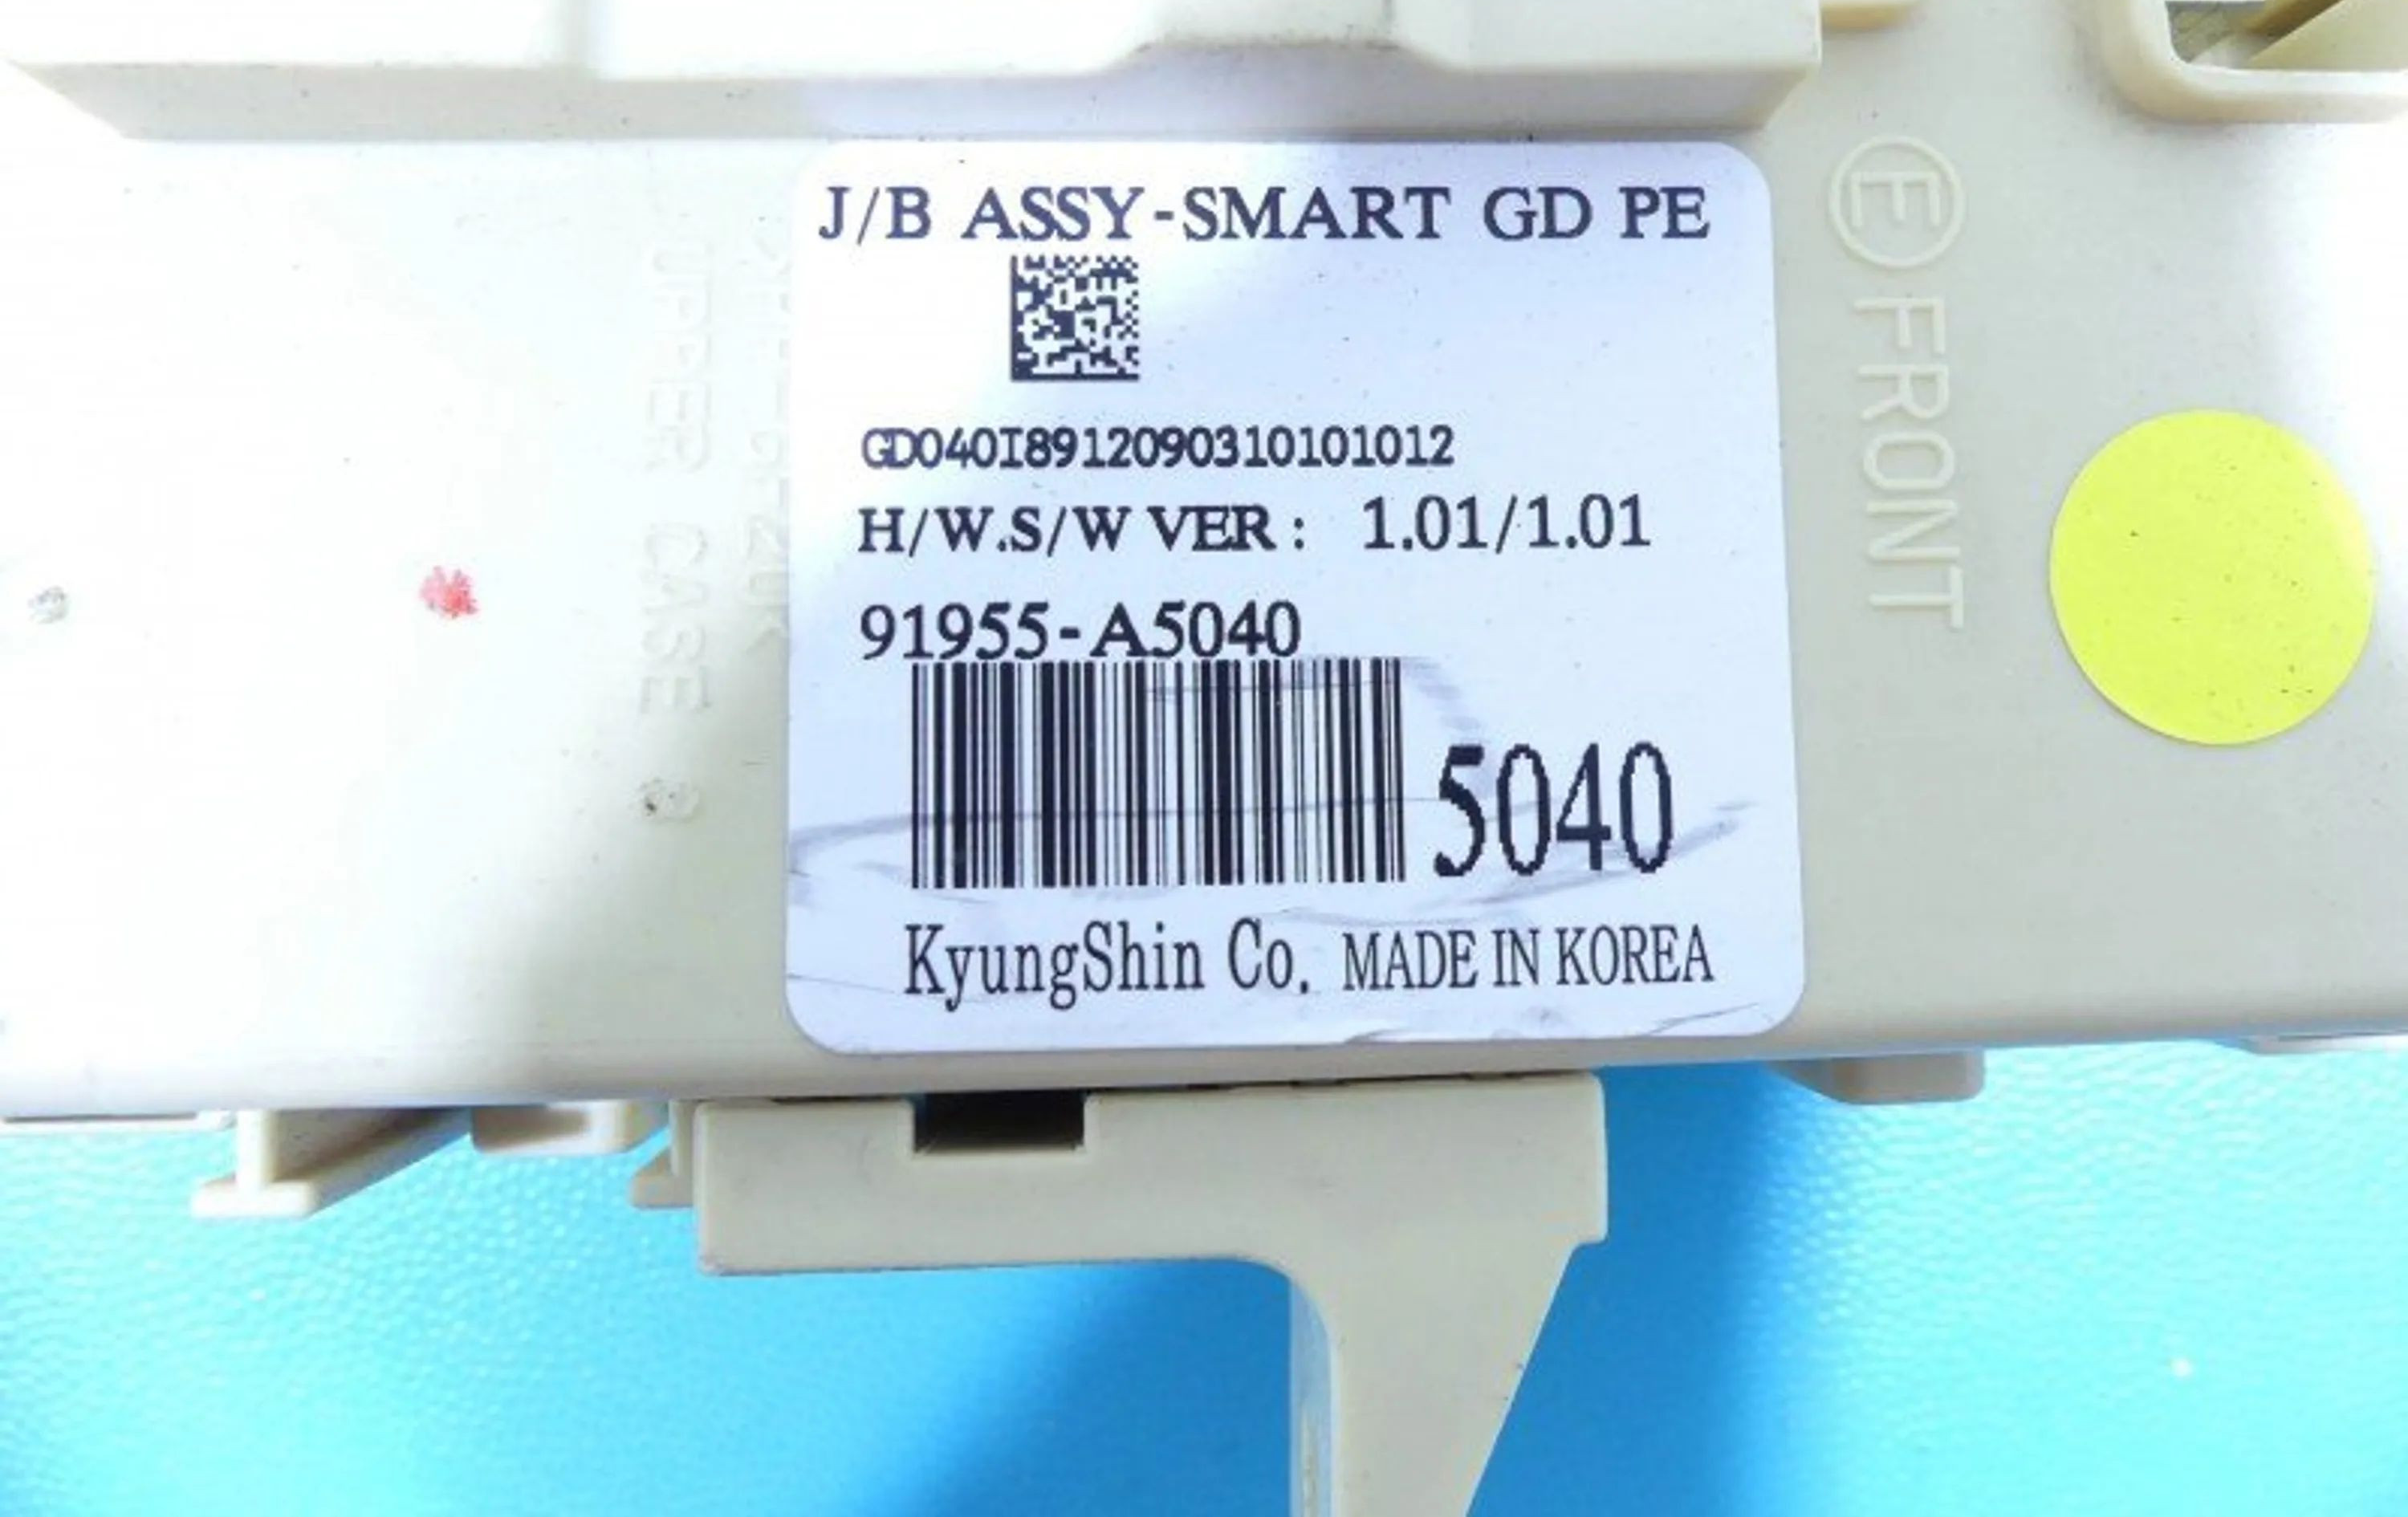 J/B ASSY-SMART GD PE
GD040I8912090310101012
H/W.S/W VER : 1.01/1.01
91955-A5040
5040
KyungShin Co. MADE IN KOREA
E FRONT
UPPER CASE